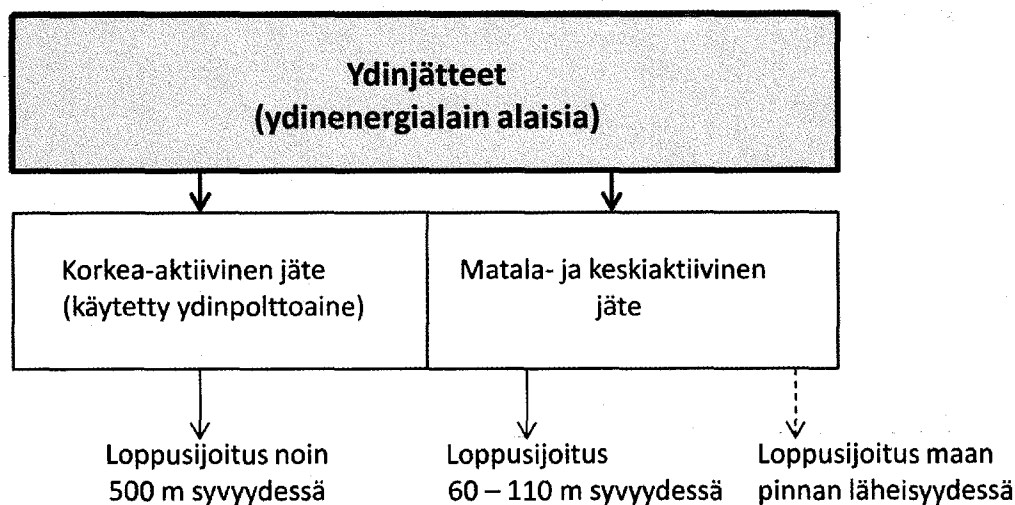 Ydinjätteet
(ydinenergialain alaisia)
Korkea-aktiivinen jäte
(käytetty ydinpolttoaine)
Matala- ja keskiaktiivinen
jäte
Loppusijoitus noin
500 m syvyydessä
Loppusijoitus
60 – 110 m syvyydessä
Loppusijoitus maan
pinnan läheisyydessä